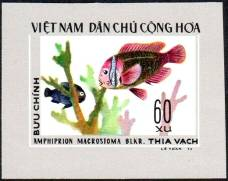 VIỆT NAM DÂN CHỦ CỘNG HÒA
BƯU CHÍNH
60
XU
AMPHIPRION MACROSTOMA BLKR. THIA VẠCH